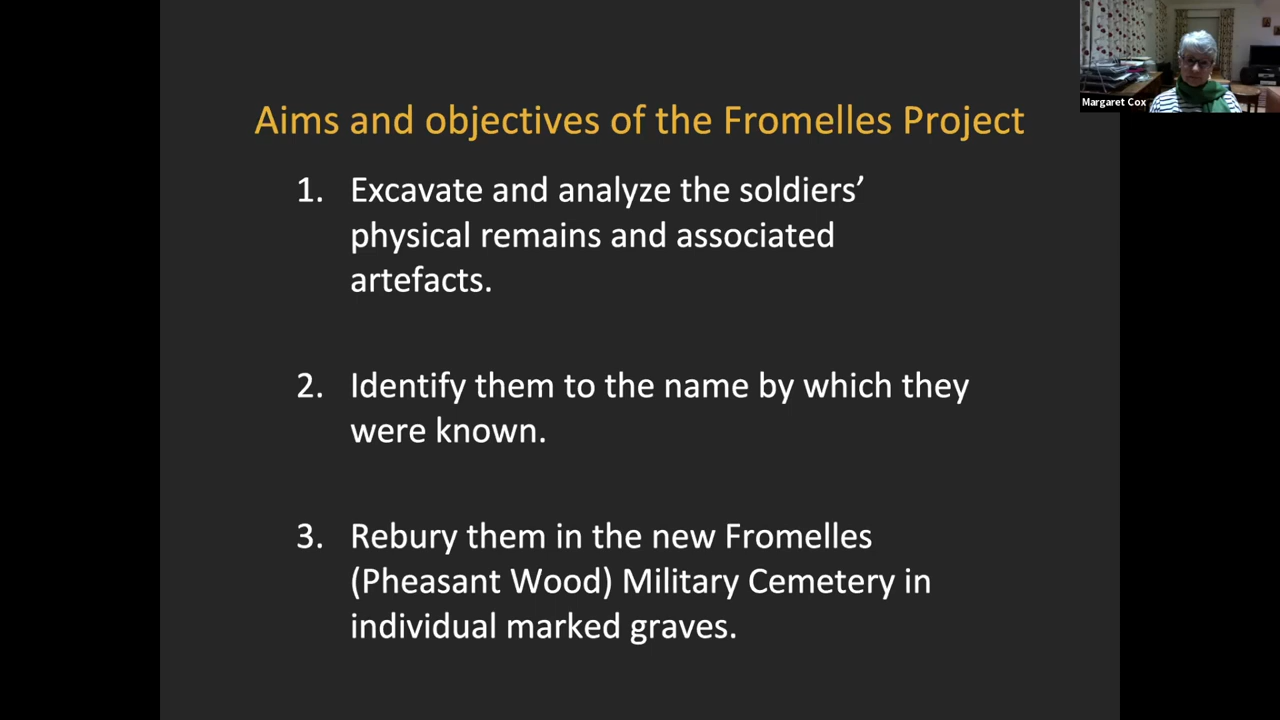 Margaret Cox
Aims and objectives of the Fromelles Project
1. Excavate and analyze the soldiers’
physical remains and associated
artefacts.
2. Identify them to the name by which they
were known.
3. Rebury them in the new Fromelles
(Pheasant Wood) Military Cemetery in
individual marked graves.